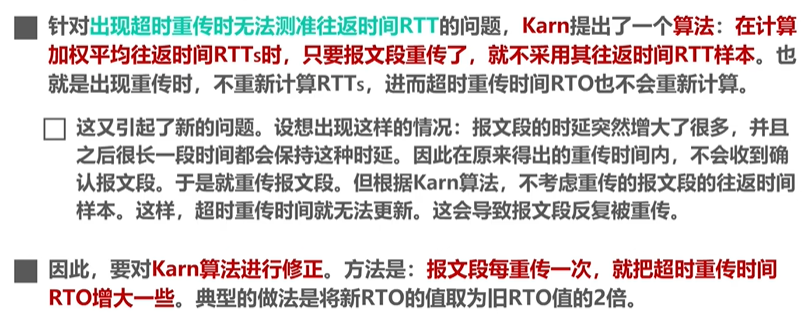 针对出现超时重传时无法测准往返时间RTT的问题，Karn提出了一个算法：在计算
加权平均往返时间RTTs时，只要报文段重传了，就不采用其往返时间RTT样本。也
就是出现重传时，不重新计算RTTs，进而超时重传时间RTO也不会重新计算。
这又引起了新的问题。设想出现这样的情况：报文段的时延突然增大了很多，并且
之后很长一段时间都会保持这种时延。因此在原来得出的重传时间内，不会收到确
认报文段。于是就重传报文段。但根据Karn算法，不考虑重传的报文段的往返时间
样本。这样，超时重传时间就无法更新。这会导致报文段反复被重传。
因此，要对Karn算法进行修正。方法是：报文段每重传一次，就把超时重传时间
RTO增大一些。典型的做法是将新RTO的值取为旧RTO值的2倍。